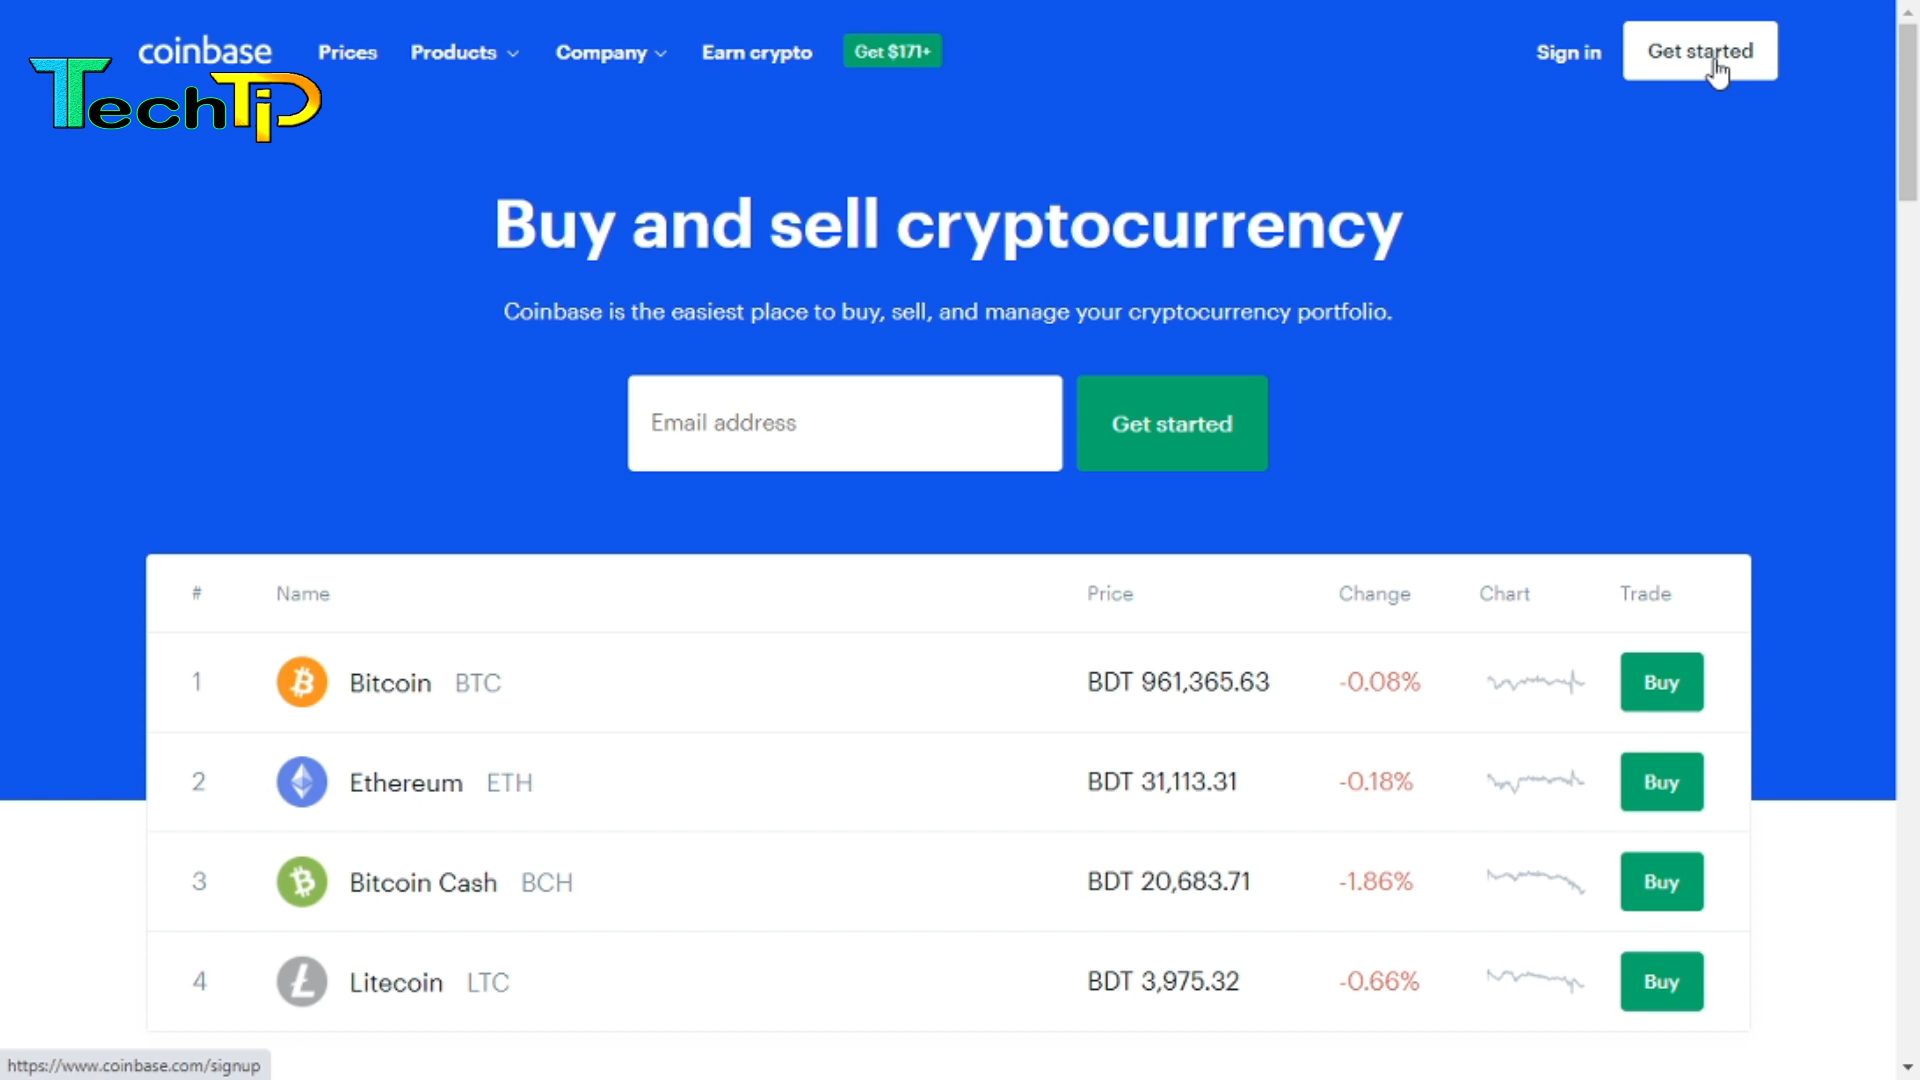 coinbase Prices Products Company Earn crypto Get $171+ Sign in Get started
TechTip
Buy and sell cryptocurrency
Coinbase is the easiest place to buy, sell, and manage your cryptocurrency portfolio.
Email address Get started
# Name Price Change Chart Trade
1 Bitcoin BTC BDT 961,365.63 -0.08% Buy
2 Ethereum ETH BDT 31,113.31 -0.18% Buy
3 Bitcoin Cash BCH BDT 20,683.71 -1.86% Buy
4 Litecoin LTC BDT 3,975.32 -0.66% Buy
https://www.coinbase.com/signup